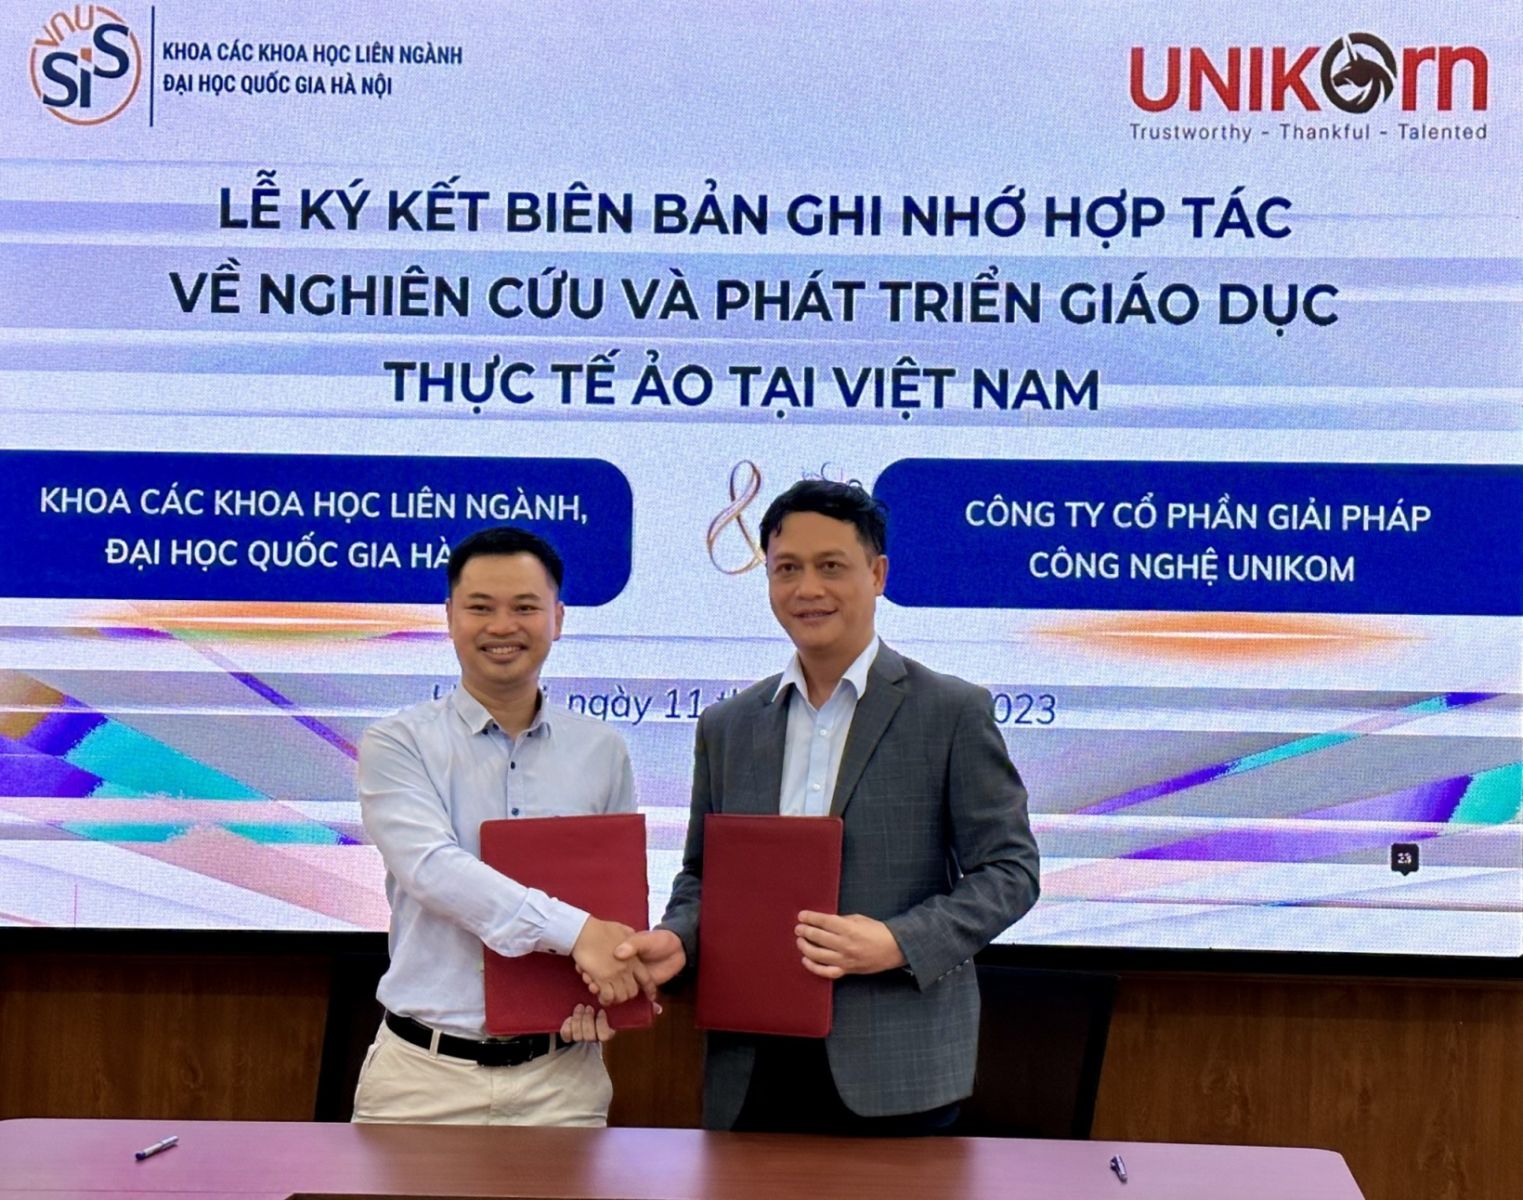 VNU
SiS
KHOA CÁC KHOA HỌC LIÊN NGÀNH
ĐẠI HỌC QUỐC GIA HÀ NỘI
UNIKOrn
Trustworthy - Thankful - Talented
LỄ KÝ KẾT BIÊN BẢN GHI NHỚ HỢP TÁC
VỀ NGHIÊN CỨU VÀ PHÁT TRIỂN GIÁO DỤC
THỰC TẾ ẢO TẠI VIỆT NAM
KHOA CÁC KHOA HỌC LIÊN NGÀNH,
ĐẠI HỌC QUỐC GIA HÀ
&
CÔNG TY CỔ PHẦN GIẢI PHÁP
CÔNG NGHỆ UNIKOM
ngày 11 023
23